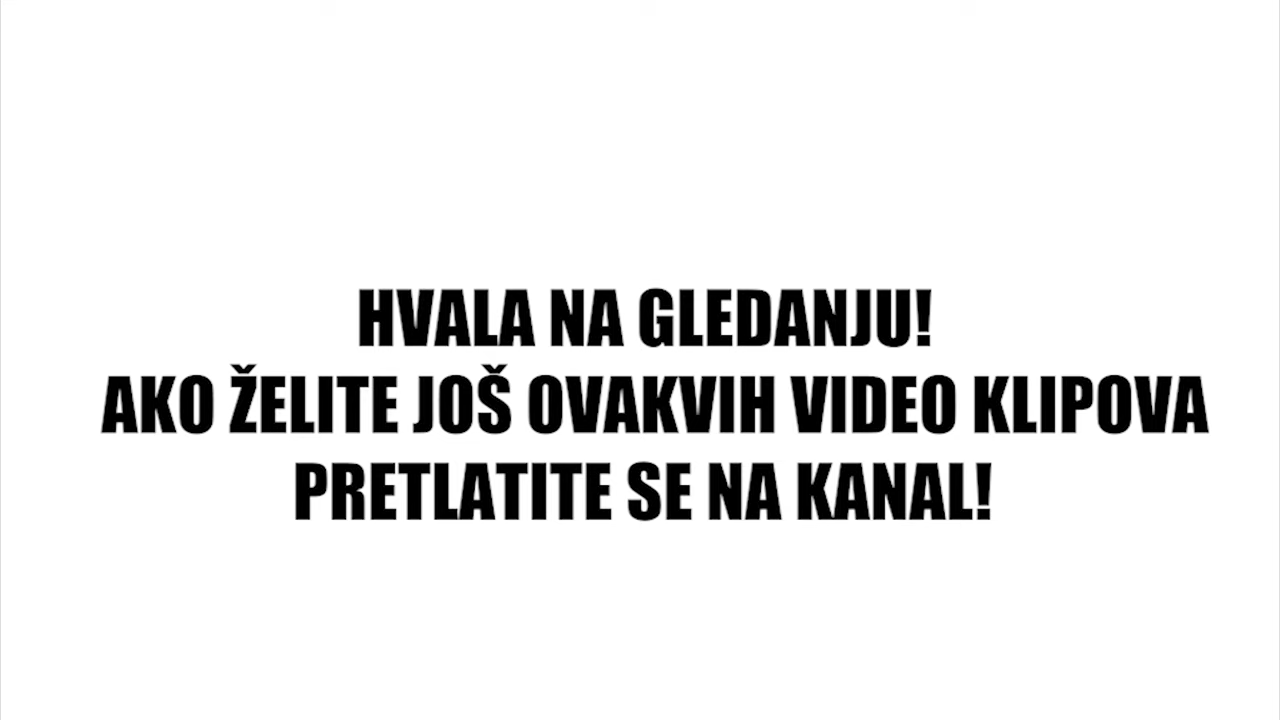 HVALA NA GLEDANJU!
AKO ŽELITE JOŠ OVAKVIH VIDEO KLIPOVA
PRETLATITE SE NA KANAL!